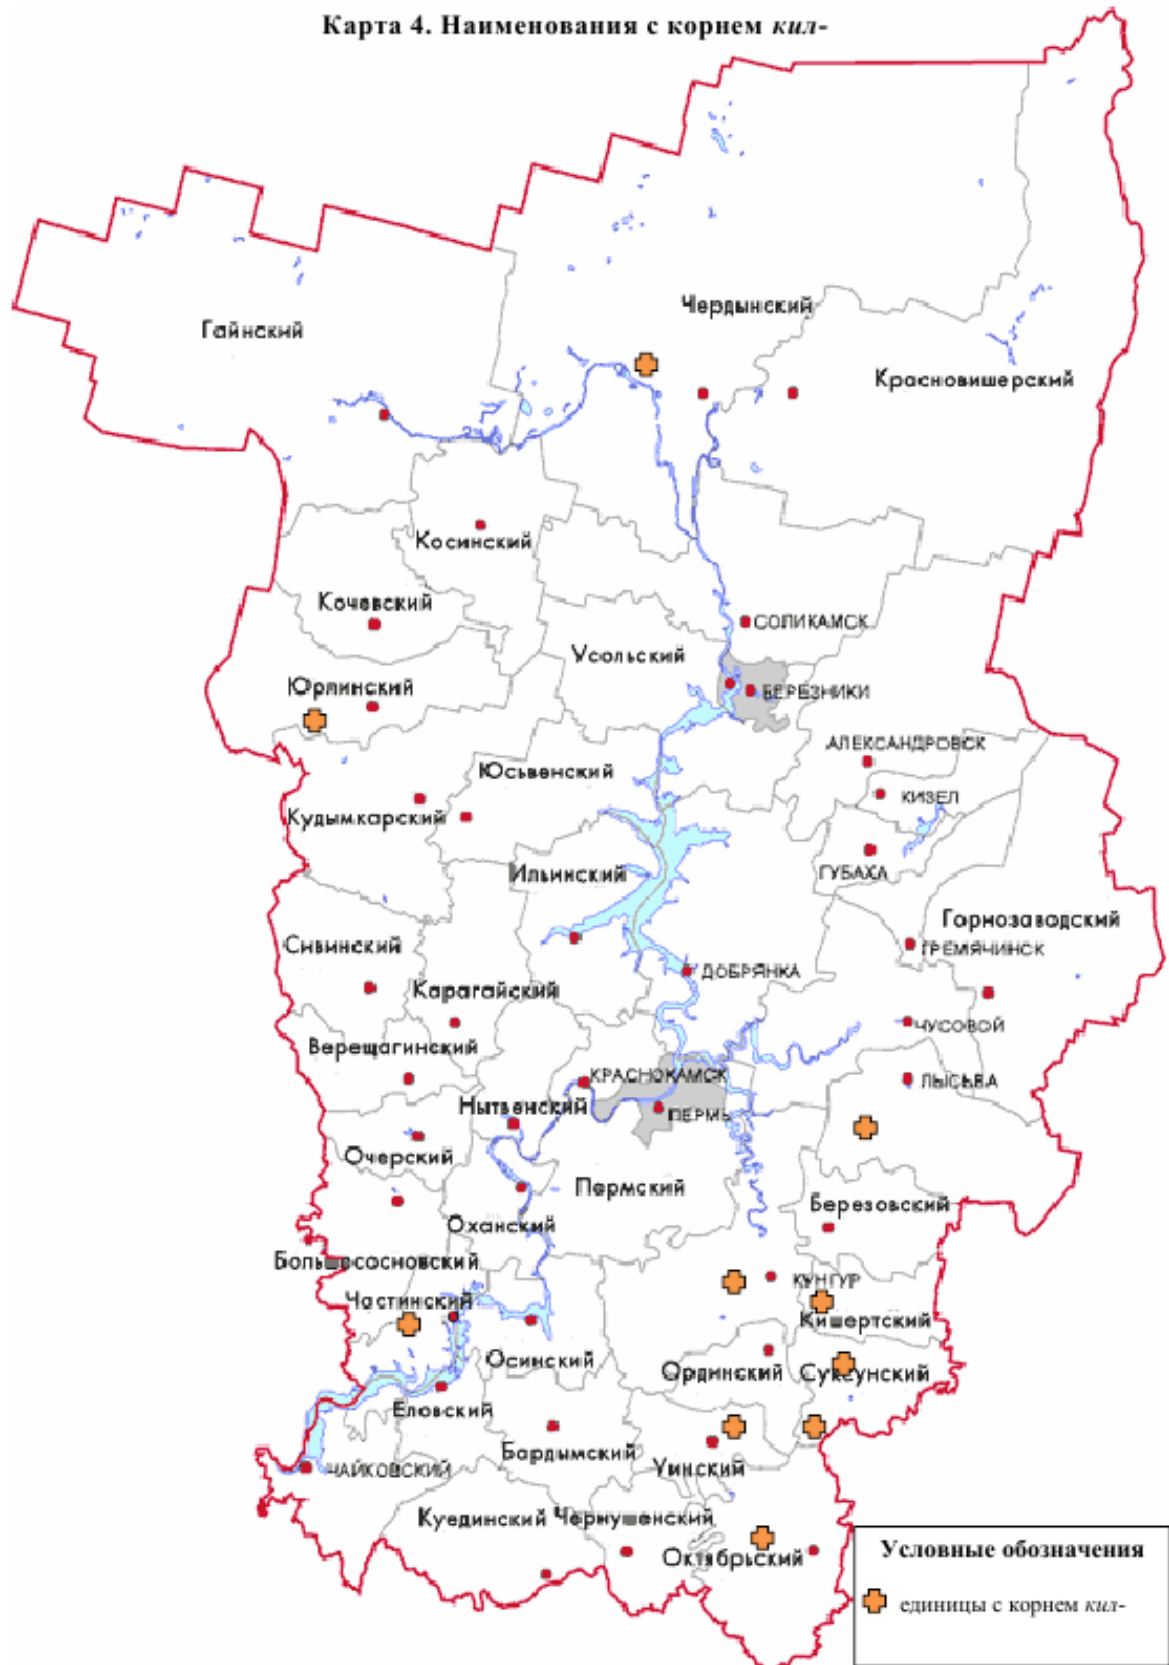 Карта 4. Наименования с корнем кил-
Чердынский
Гайнский
Красновишерский
Косинский
Кочевский
СОЛИКАМСК
Усольский
Юрлинский
БЕРЕЗНИКИ
АЛЕКСАНДРОВСК
Юсьвенский
КИЗЕЛ
Кудымкарский
Ильинский
ГУБАХА
Горнозаводский
Сивинский
ГРЕМЯЧИНСК
ДОБРЯНКА
Карагайский
ЧУСОВОЙ
Верещагинский
КРАСНОКАМСК
ЛЫСЬВА
Нытвенский
ПЕРМЬ
Очерский
Пермский
Березовский
Оханский
Большесосновский
КУНГУР
Частинский
Кишертский
Осинский
Ординский
Суксунский
Еловский
Бардымский
Уинский
ЧАЙКОВСКИЙ
Куединский
Чернушенский
Октябрьский
Условные обозначения
единицы с корнем кил-